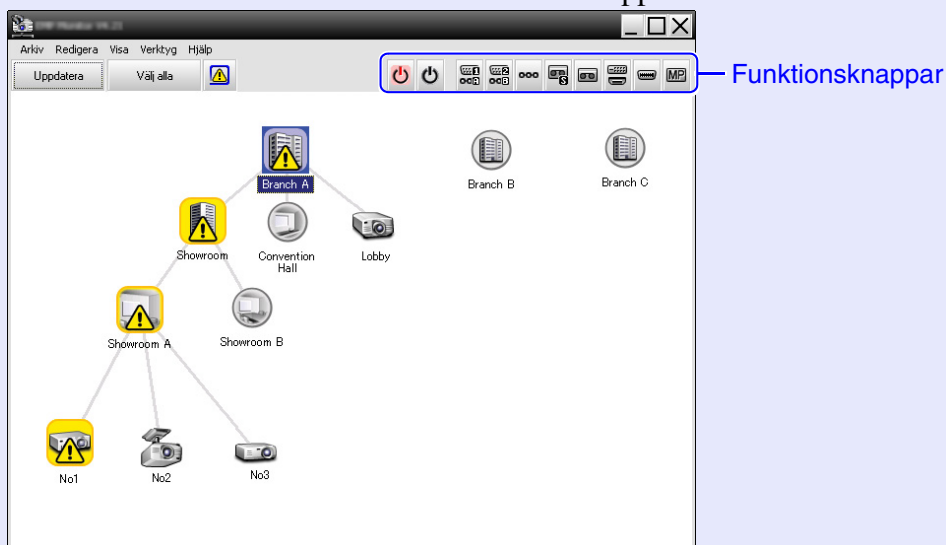 Arkiv Redigera Visa Verktyg Hjälp
Uppdatera Välj alla
MP
Funktionsknappar
Branch A
Branch B
Branch C
Showroom
Convention
Hall
Lobby
Showroom A
Showroom B
No1
No2
No3